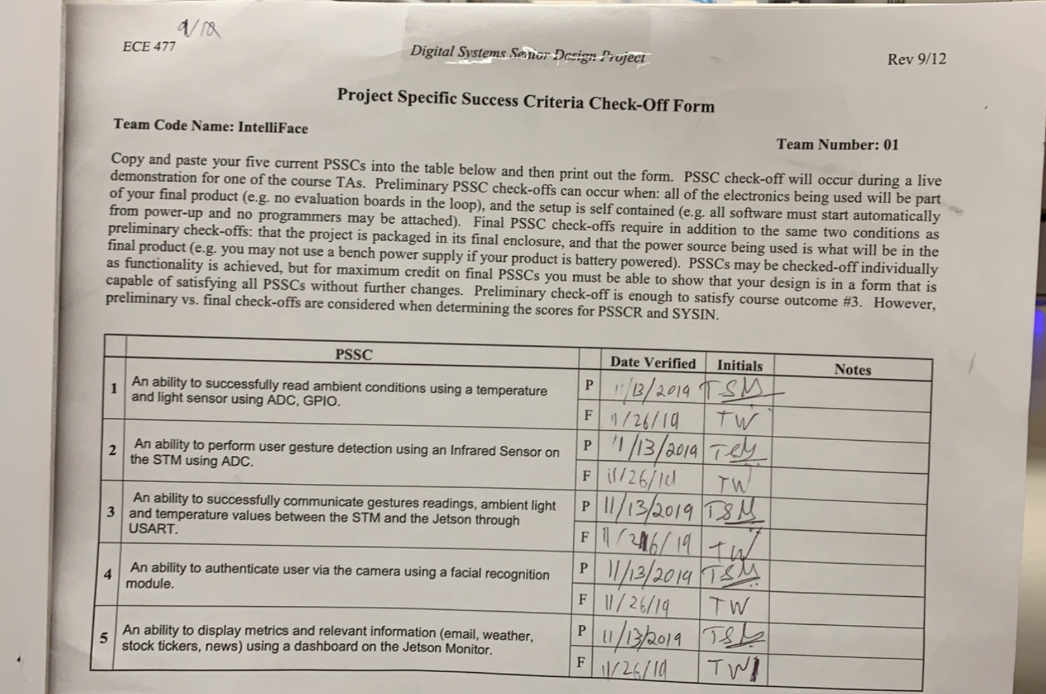 ECE 477
Digital Systems Senior Design Project
Rev 9/12
Project Specific Success Criteria Check-Off Form
Team Code Name: IntelliFace
Team Number: 01
Copy and paste your five current PSSCs into the table below and then print out the form. PSSC check-off will occur during a live
demonstration for one of the course TAs. Preliminary PSSC check-offs can occur when: all of the electronics being used will be part
of your final product (e.g. no evaluation boards in the loop), and the setup is self contained (e.g. all software must start automatically
from power-up and no programmers may be attached). Final PSSC check-offs require in addition to the same two conditions as
preliminary check-offs: that the project is packaged in its final enclosure, and that the power source being used is what will be in the
final product (e.g. you may not use a bench power supply if your product is battery powered). PSSCs may be checked-off individually
as functionality is achieved, but for maximum credit on final PSSCs you must be able to show that your design is in a form that is
capable of satisfying all PSSCs without further changes. Preliminary check-off is enough to satisfy course outcome #3. However,
preliminary vs. final check-offs are considered when determining the scores for PSSCR and SYSIN.
PSSC Date Verified Initials Notes
1 An ability to successfully read ambient conditions using a temperature
and light sensor using ADC, GPIO.
P 11/13/2019 TSM
F 11/26/19 TW
2 An ability to perform user gesture detection using an Infrared Sensor on
the STM using ADC.
P 11/13/2019 TSM
F 11/26/19 TW
3 An ability to successfully communicate gestures readings, ambient light
and temperature values between the STM and the Jetson through
USART.
P 11/13/2019 TSM
F 11/26/19 TW
4 An ability to authenticate user via the camera using a facial recognition
module.
P 11/13/2019 TSM
F 11/26/19 TW
5 An ability to display metrics and relevant information (email, weather,
stock tickers, news) using a dashboard on the Jetson Monitor.
P 11/13/2019 TSM
F 11/26/19 TW